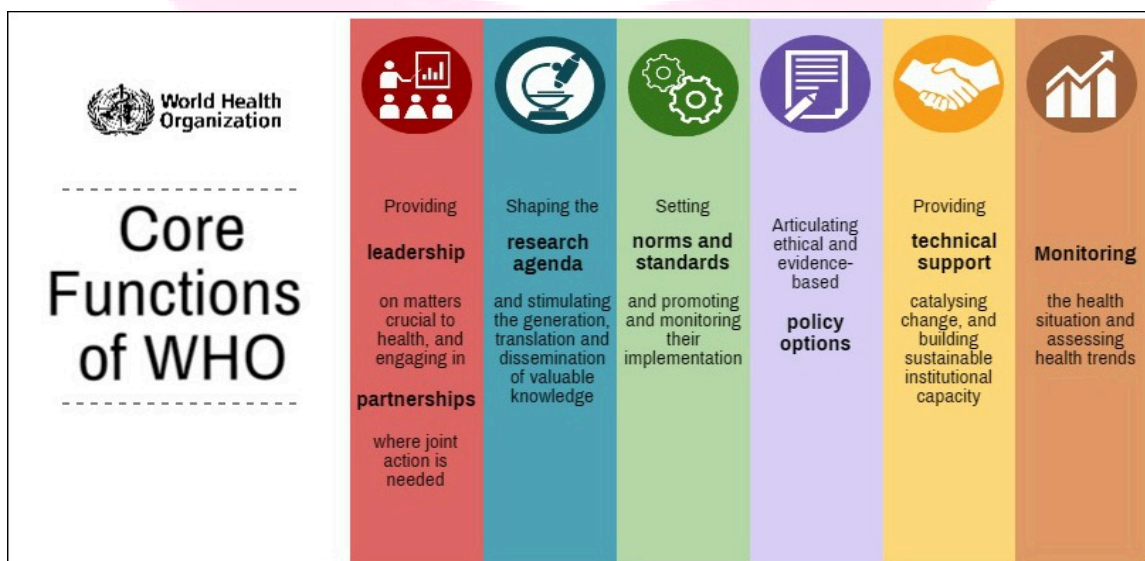 World Health
Organization
Core
Functions
of WHO
Providing
leadership
on matters
crucial to
health, and
engaging in
partnerships
where joint
action is
needed
Shaping the
research
agenda
and stimulating
the generation,
translation and
dissemination
of valuable
knowledge
Setting
norms and
standards
and promoting
and monitoring
their
implementation
Articulating
ethical and
evidence-
based
policy
options
Providing
technical
support
catalysing
change, and
building
sustainable
institutional
capacity
Monitoring
the health
situation and
assessing
health trends